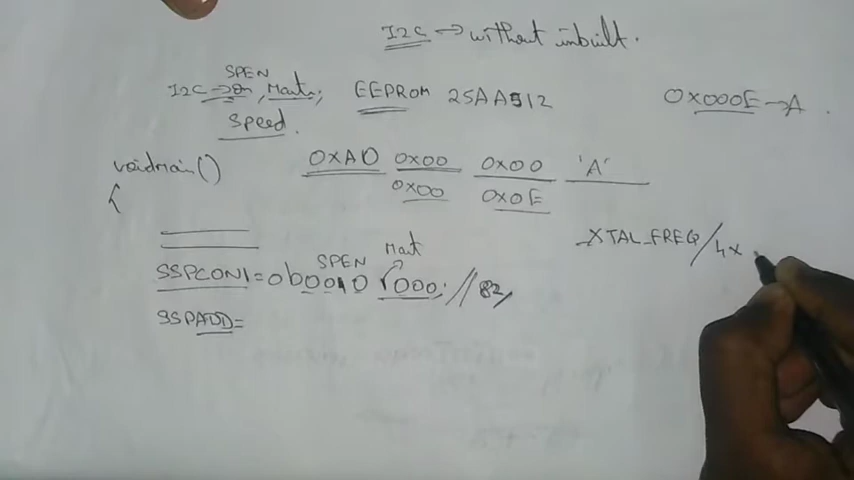 I2C → without inbuilt.
SPEN
I2C → on, Mast, EEPROM 25AA512 0x000E → A.
Speed.
void main() 0xA0 0x00 0x00 'A'
{ 0x00 0x0E
_XTAL_FREQ/4x
SPEN Mast
SSPCON1=0b0010 1000; //82,
SSPADD=